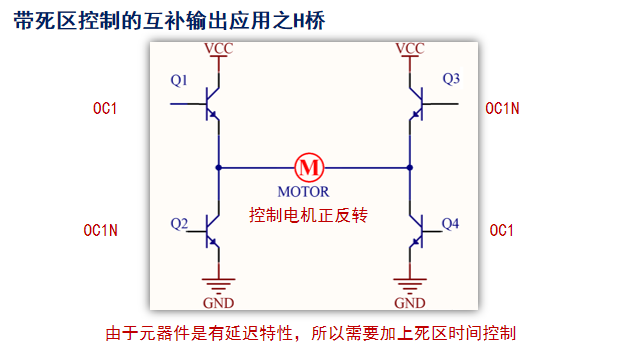 带死区控制的互补输出应用之H桥
VCC
VCC
Q1
Q3
OC1
OC1N
M
MOTOR
控制电机正反转
OC1N
Q2
Q4
OC1
GND
GND
由于元器件是有延迟特性，所以需要加上死区时间控制